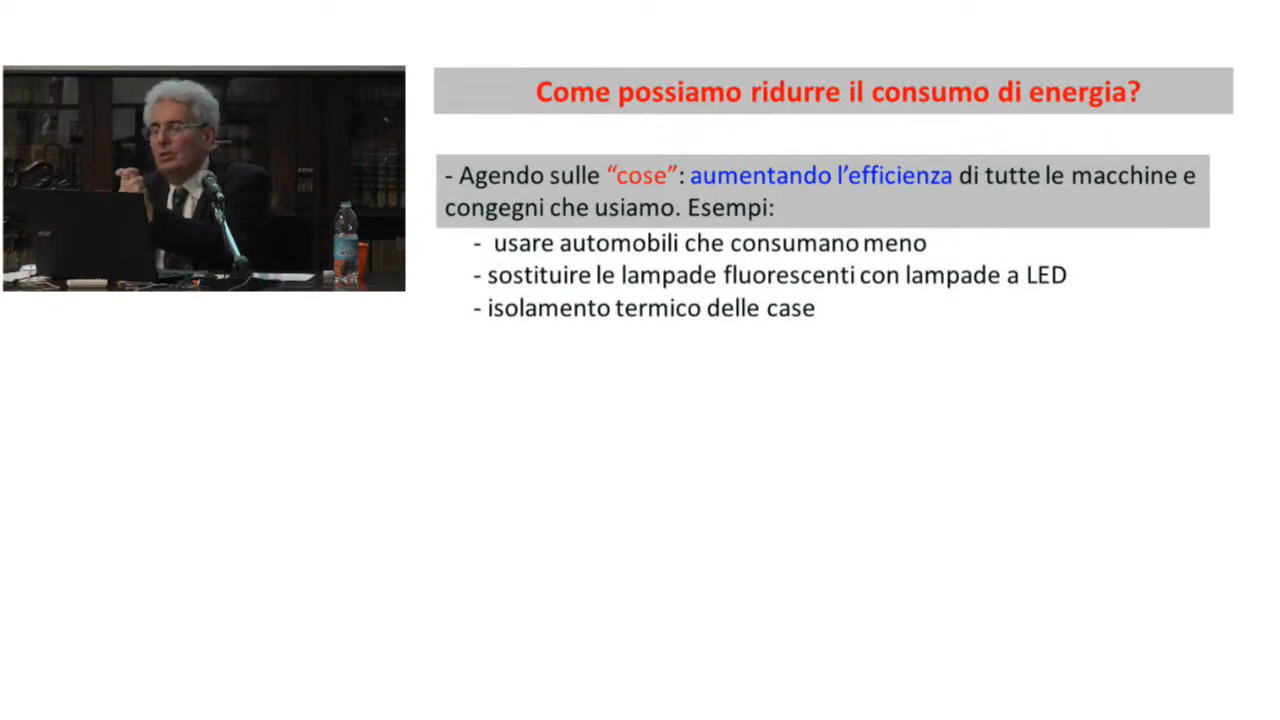 Come possiamo ridurre il consumo di energia?
- Agendo sulle “cose”: aumentando l’efficienza di tutte le macchine e
congegni che usiamo. Esempi:
- usare automobili che consumano meno
- sostituire le lampade fluorescenti con lampade a LED
- isolamento termico delle case
acer